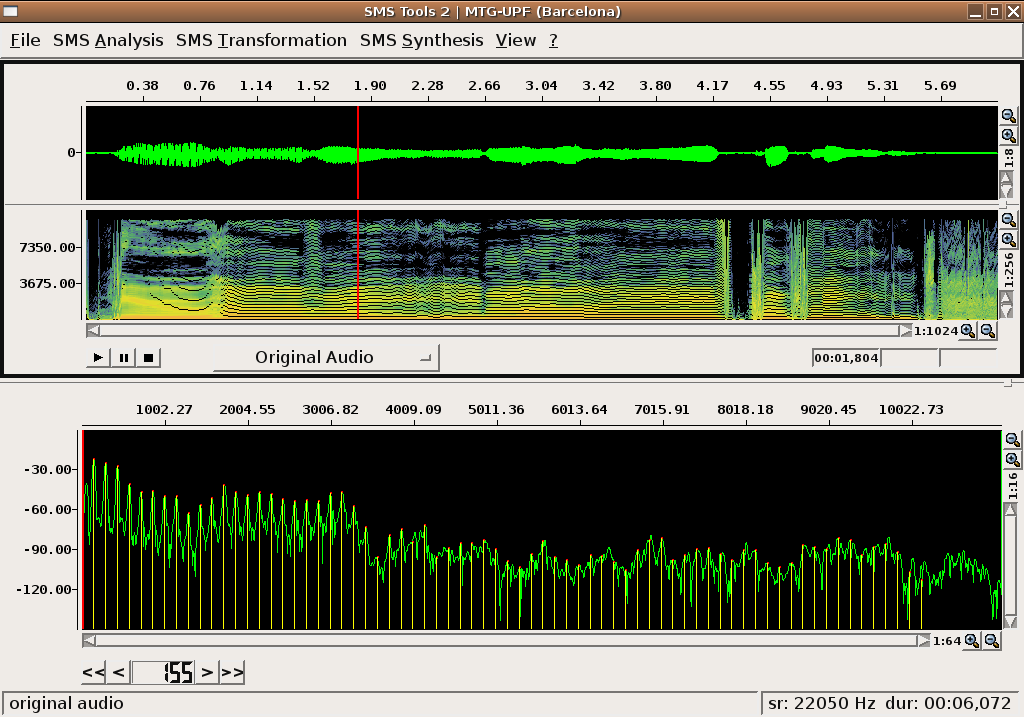 SMS Tools 2 | MTG-UPF (Barcelona)
File SMS Analysis SMS Transformation SMS Synthesis View ?
0.38 0.76 1.14 1.52 1.90 2.28 2.66 3.04 3.42 3.80 4.17 4.55 4.93 5.31 5.69
0
1:8
7350.00
3675.00
1:256
1:1024
Original Audio
00:01,804
1002.27 2004.55 3006.82 4009.09 5011.36 6013.64 7015.91 8018.18 9020.45 10022.73
-30.00
-60.00
-90.00
-120.00
1:16
1:64
<< < 155 > >>
original audio
sr: 22050 Hz dur: 00:06,072